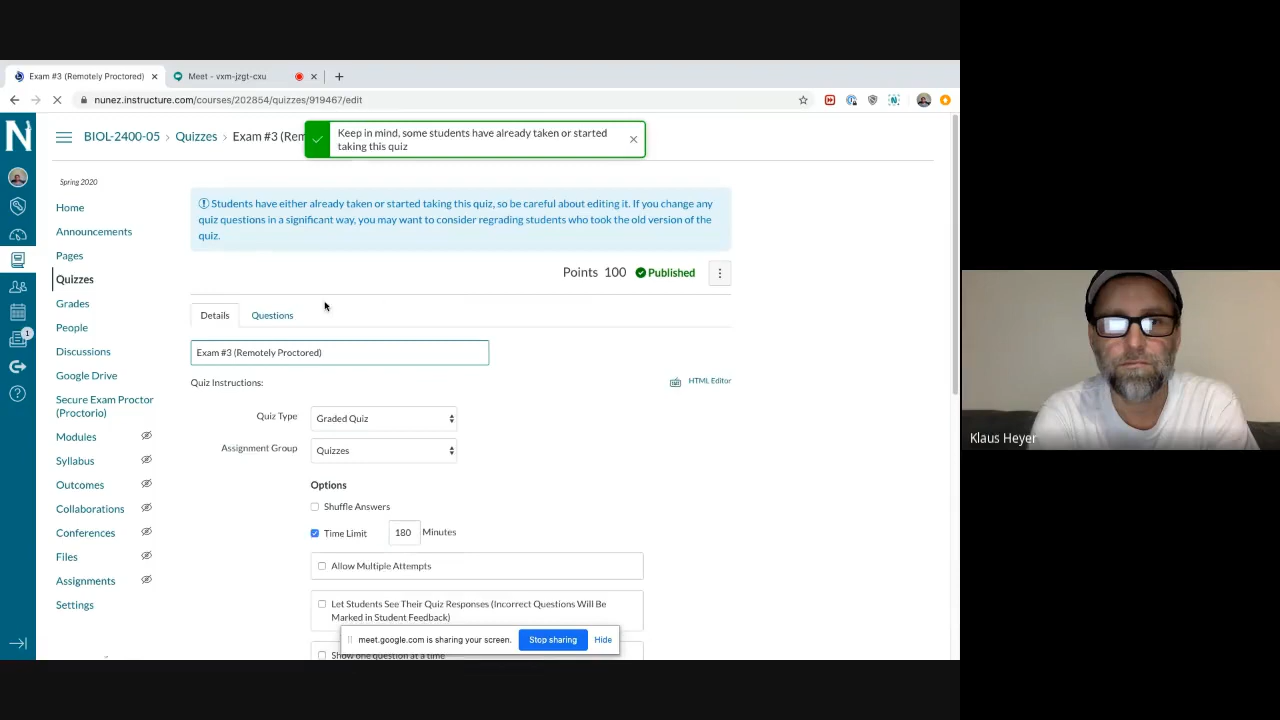 Exam #3 (Remotely Proctored)
Meet - vxm-jzgt-cxu
nunez.instructure.com/courses/202854/quizzes/919467/edit
N
BIOL-2400-05 › Quizzes › Exam #3 (Rem
Keep in mind, some students have already taken or started
taking this quiz
Spring 2020
Home
Announcements
Pages
Quizzes
Grades
People
Discussions
Google Drive
Secure Exam Proctor
(Proctorio)
Modules
Syllabus
Outcomes
Collaborations
Conferences
Files
Assignments
Settings
1
Students have either already taken or started taking this quiz, so be careful about editing it. If you change any
quiz questions in a significant way, you may want to consider regrading students who took the old version of the
quiz.
Points 100 Published
Details Questions
Exam #3 (Remotely Proctored)
Quiz Instructions:
HTML Editor
Quiz Type Graded Quiz
Assignment Group Quizzes
Options
Shuffle Answers
Time Limit 180 Minutes
Allow Multiple Attempts
Let Students See Their Quiz Responses (Incorrect Questions Will Be
Marked in Student Feedback)
meet.google.com is sharing your screen. Stop sharing Hide
Show one question at a time
Klaus Heyer